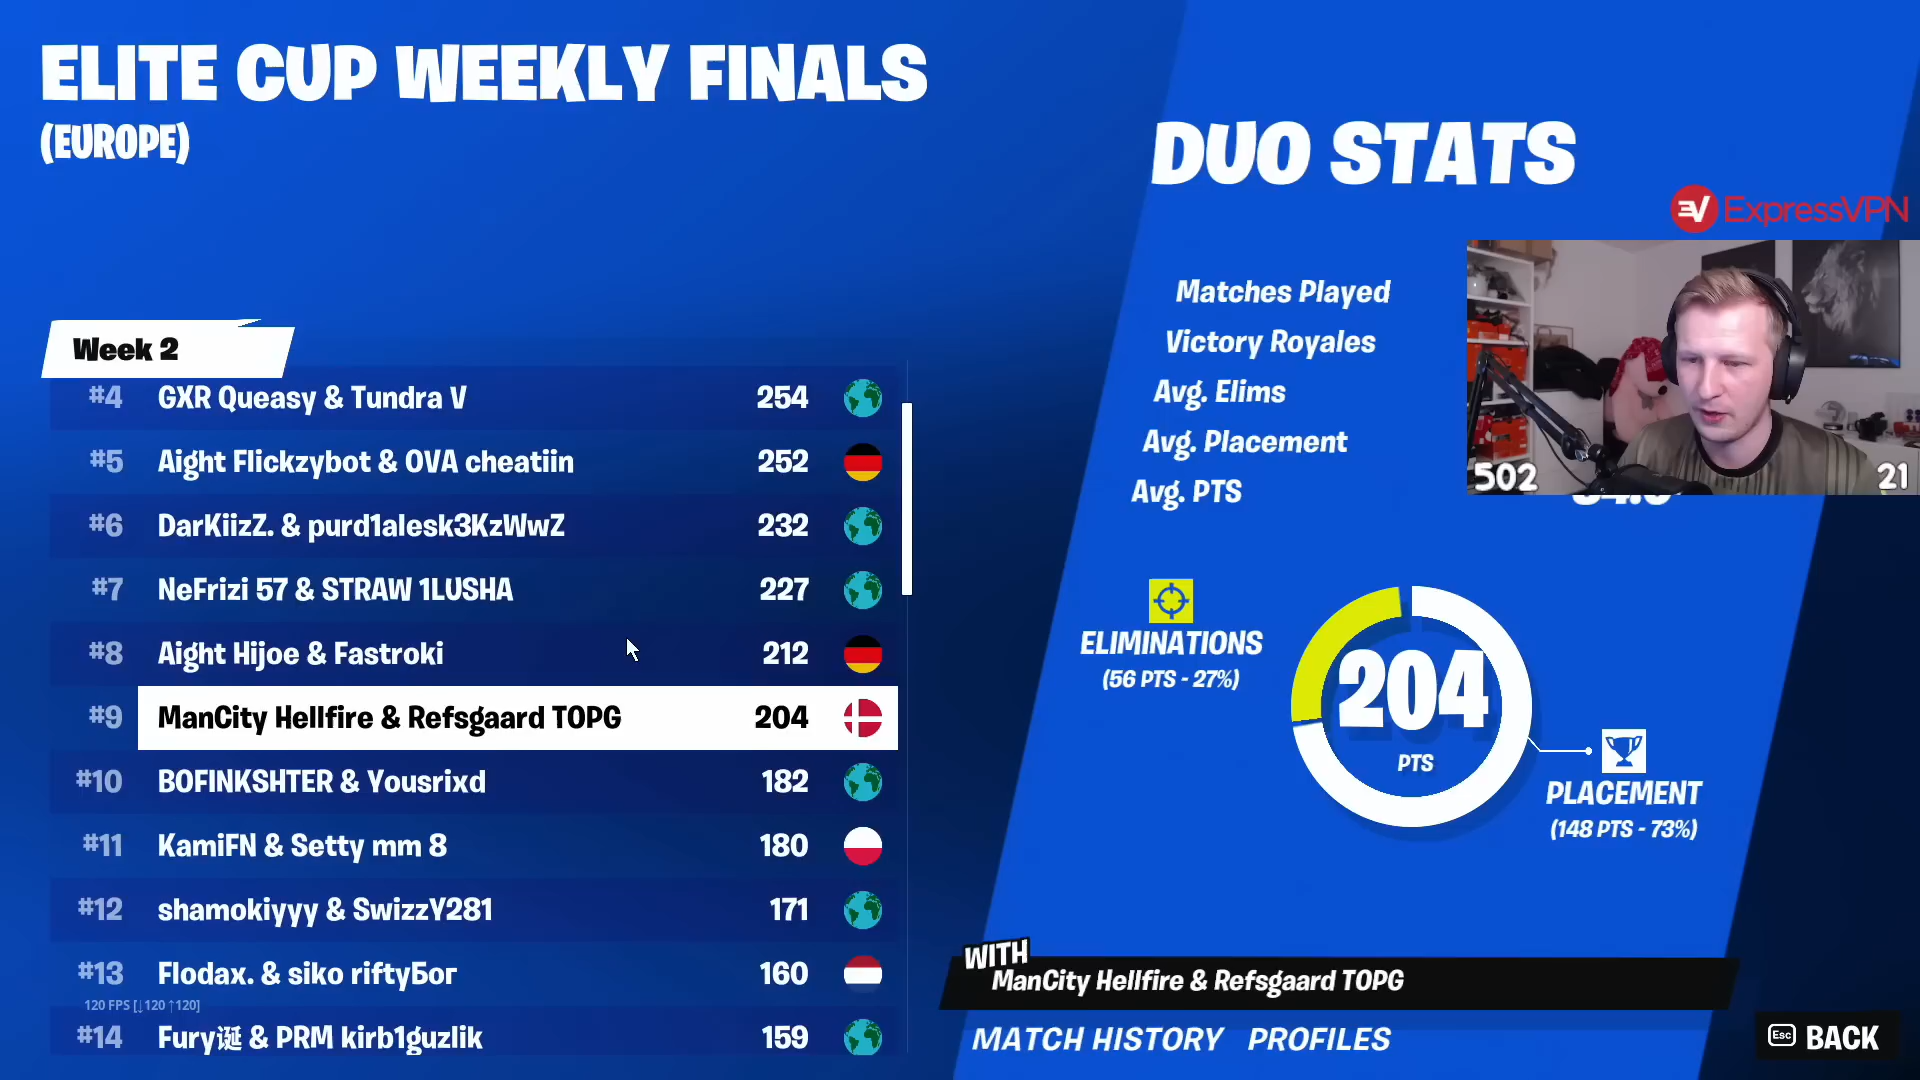 ELITE CUP WEEKLY FINALS
(EUROPE)
Week 2
#4 GXR Queasy & Tundra V 254
#5 Aight Flickzybot & OVA cheatiin 252
#6 DarKiizZ. & purd1alesk3KzWwZ 232
#7 NeFrizi 57 & STRAW 1LUSHA 227
#8 Aight Hijoe & Fastroki 212
#9 ManCity Hellfire & Refsgaard TOPG 204
#10 BOFINKSHTER & Yousrixd 182
#11 KamiFN & Setty mm 8 180
#12 shamokiyyy & SwizzY281 171
#13 Flodax. & siko riftyБог 160
120 FPS [↓120 ↑120]
#14 Fury诞 & PRM kirb1guzlik 159
DUO STATS
ExpressVPN
Matches Played
Victory Royales
Avg. Elims
Avg. Placement
Avg. PTS
502
21
ELIMINATIONS
(56 PTS - 27%)
204
PTS
PLACEMENT
(148 PTS - 73%)
WITH
ManCity Hellfire & Refsgaard TOPG
MATCH HISTORY PROFILES
Esc BACK